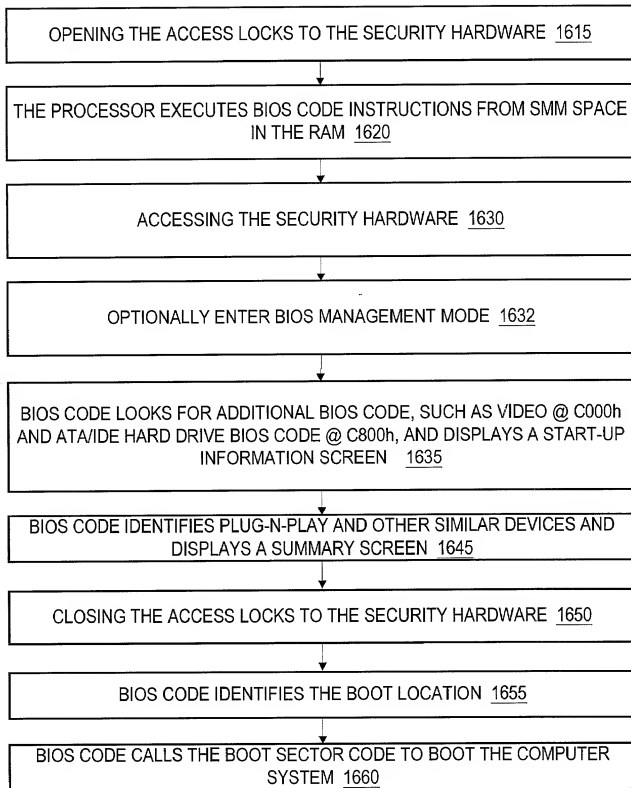 OPENING THE ACCESS LOCKS TO THE SECURITY HARDWARE 1615
THE PROCESSOR EXECUTES BIOS CODE INSTRUCTIONS FROM SMM SPACE
IN THE RAM 1620
ACCESSING THE SECURITY HARDWARE 1630
OPTIONALLY ENTER BIOS MANAGEMENT MODE 1632
BIOS CODE LOOKS FOR ADDITIONAL BIOS CODE, SUCH AS VIDEO @ C000h
AND ATA/IDE HARD DRIVE BIOS CODE @ C800h, AND DISPLAYS A START-UP
INFORMATION SCREEN 1635
BIOS CODE IDENTIFIES PLUG-N-PLAY AND OTHER SIMILAR DEVICES AND
DISPLAYS A SUMMARY SCREEN 1645
CLOSING THE ACCESS LOCKS TO THE SECURITY HARDWARE 1650
BIOS CODE IDENTIFIES THE BOOT LOCATION 1655
BIOS CODE CALLS THE BOOT SECTOR CODE TO BOOT THE COMPUTER
SYSTEM 1660